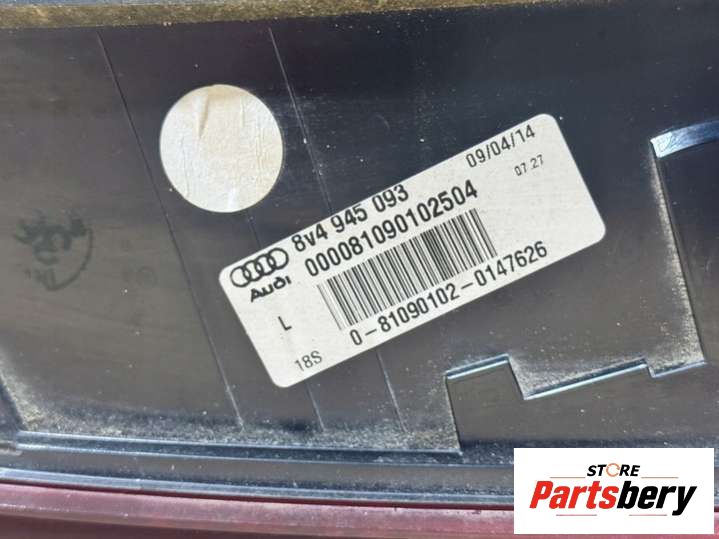 8V4 945 093
09/04/14
AUDI
000081090102504
07:27
L
0-81090102-0147626
18S
STORE
Partsbery